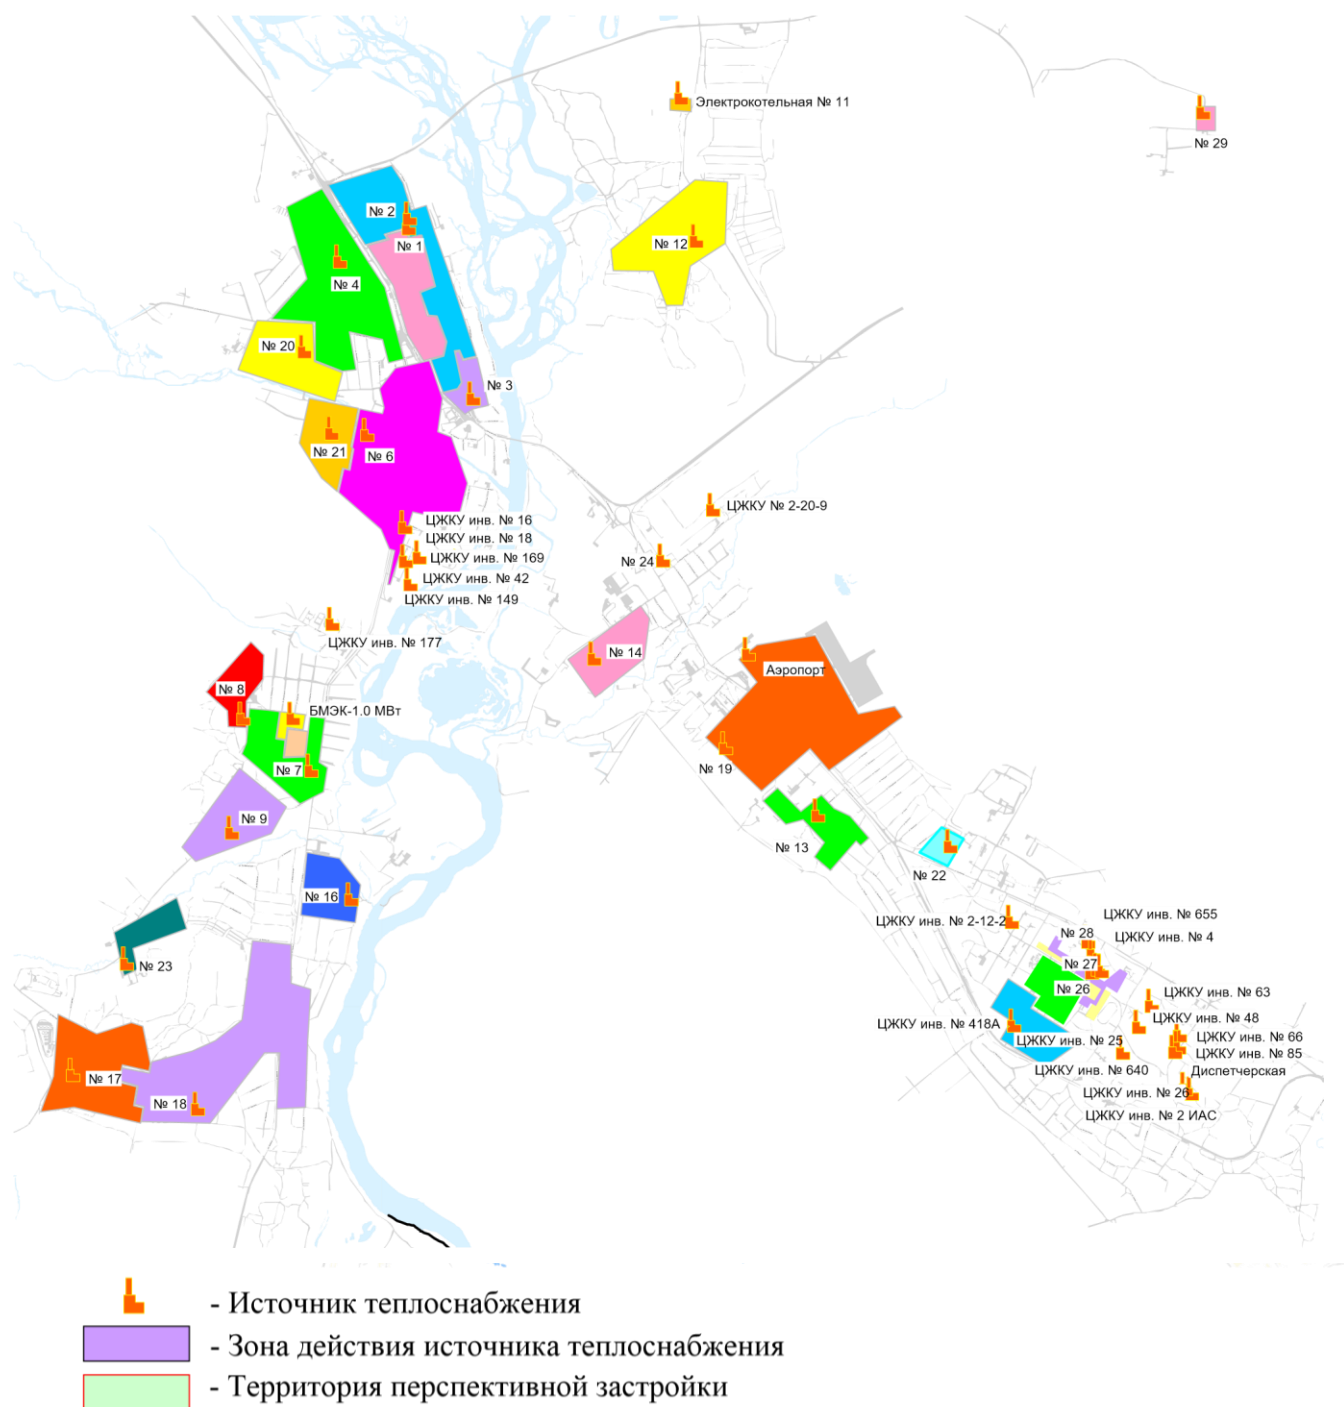 Электрокотельная № 11
№ 29
№ 2
№ 12
№ 1
№ 4
№ 20
№ 3
№ 21
№ 6
ЦЖКУ № 2-20-9
ЦЖКУ инв. № 16
ЦЖКУ инв. № 18
ЦЖКУ инв. № 169
№ 24
ЦЖКУ инв. № 42
ЦЖКУ инв. № 149
ЦЖКУ инв. № 177
№ 14
Аэропорт
№ 8
БМЭК-1.0 МВт
№ 7
№ 19
№ 9
№ 13
№ 22
№ 16
ЦЖКУ инв. № 655
ЦЖКУ инв. № 2-12-2
№ 28
ЦЖКУ инв. № 4
№ 23
№ 27
№ 26
ЦЖКУ инв. № 63
ЦЖКУ инв. № 48
ЦЖКУ инв. № 418А
ЦЖКУ инв. № 25
ЦЖКУ инв. № 66
ЦЖКУ инв. № 85
ЦЖКУ инв. № 640
Диспетчерская
№ 17
ЦЖКУ инв. № 26
№ 18
ЦЖКУ инв. № 2 ИАС
- Источник теплоснабжения
- Зона действия источника теплоснабжения
- Территория перспективной застройки